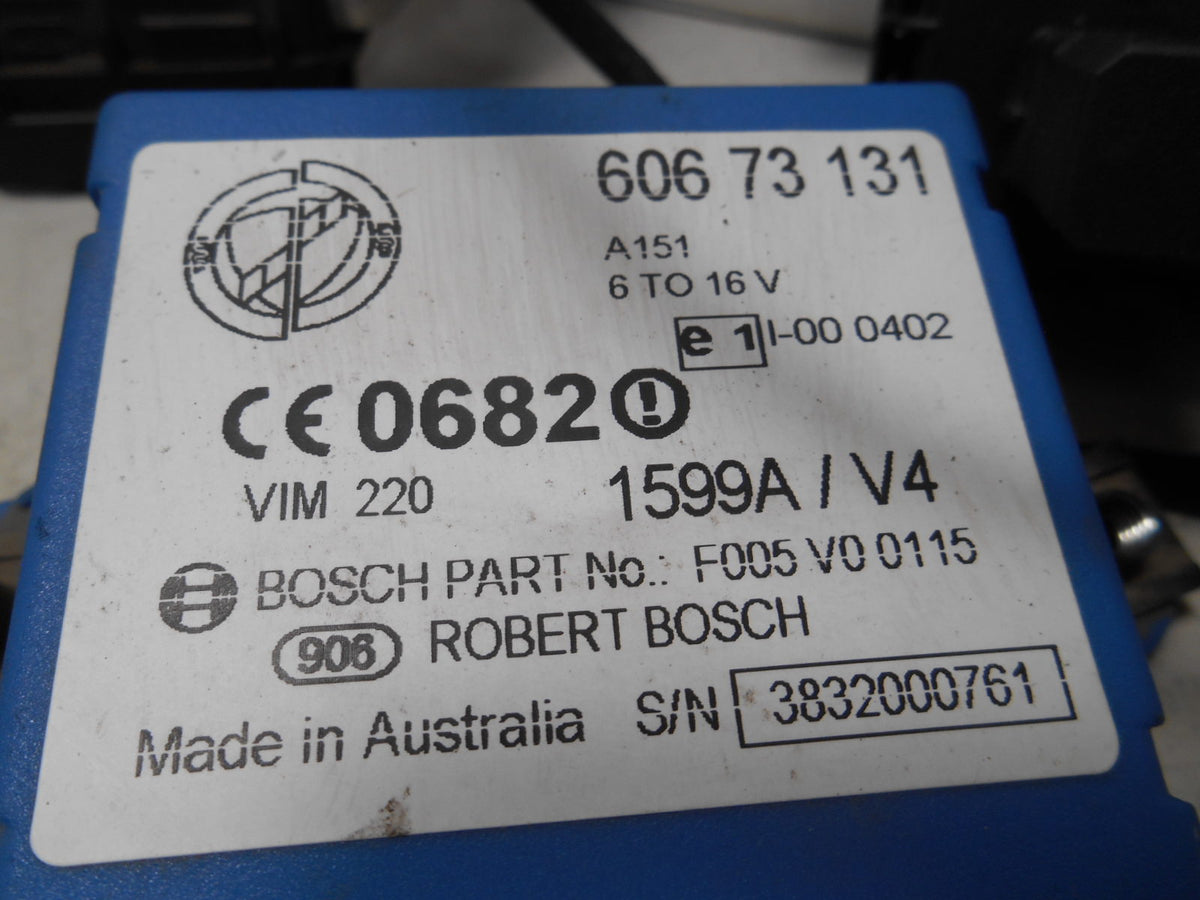 606 73 131
A151
6 TO 16 V
e 1 I-00 0402
CE 0682 !
VIM 220 1599A / V4
BOSCH PART No.: F005 V0 0115
906 ROBERT BOSCH
Made in Australia S/N 3832000761